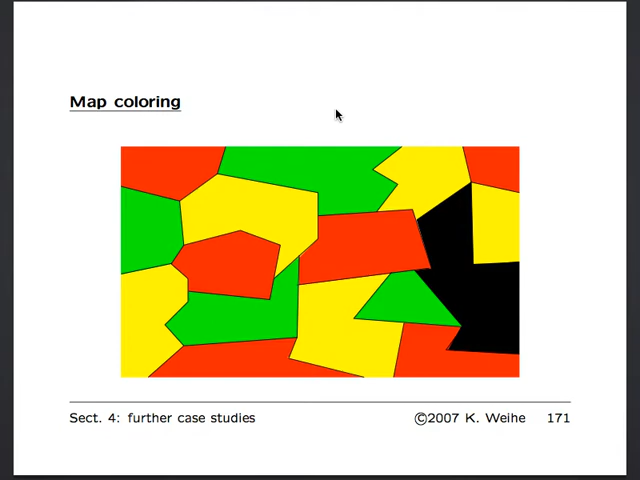 Map coloring
Sect. 4: further case studies
©2007 K. Weihe 171